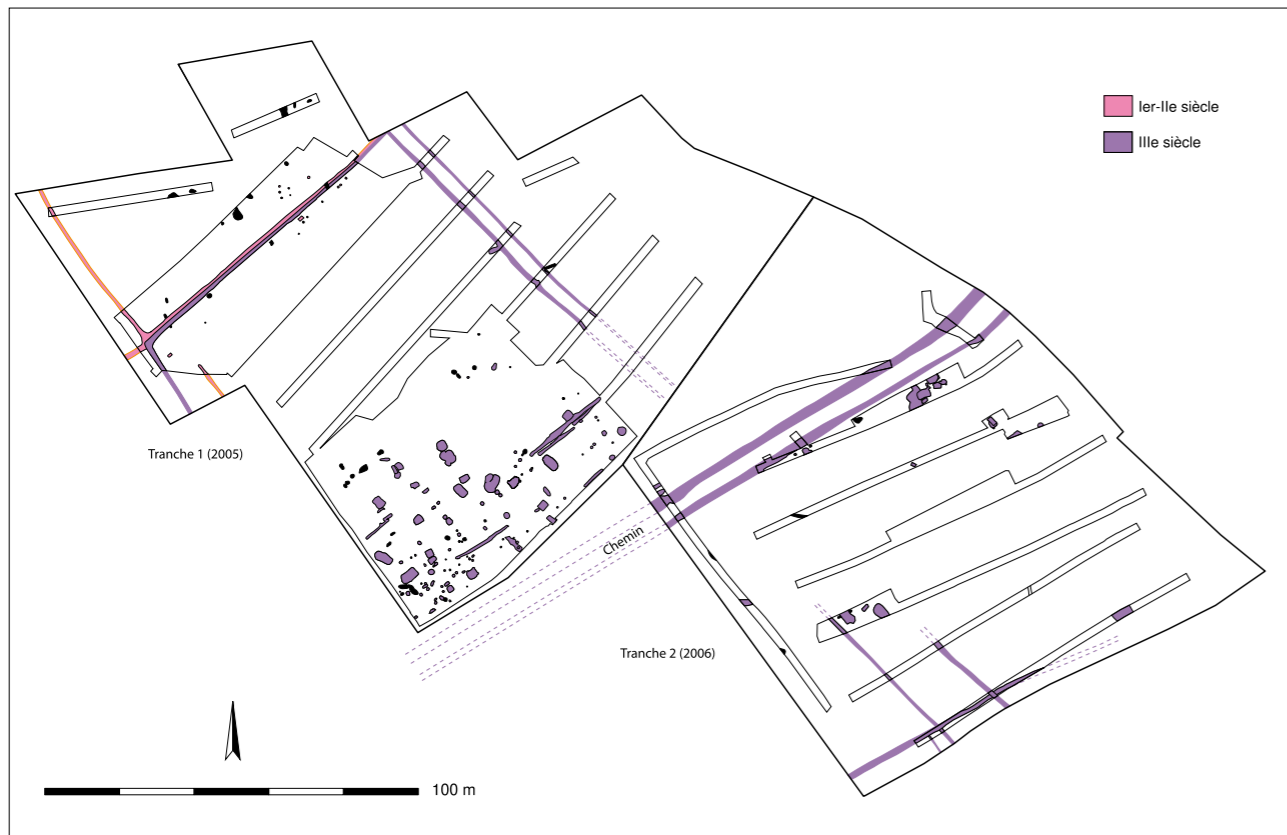 Ier-IIe siècle
IIIe siècle
Tranche 1 (2005)
Chemin
Tranche 2 (2006)
100 m